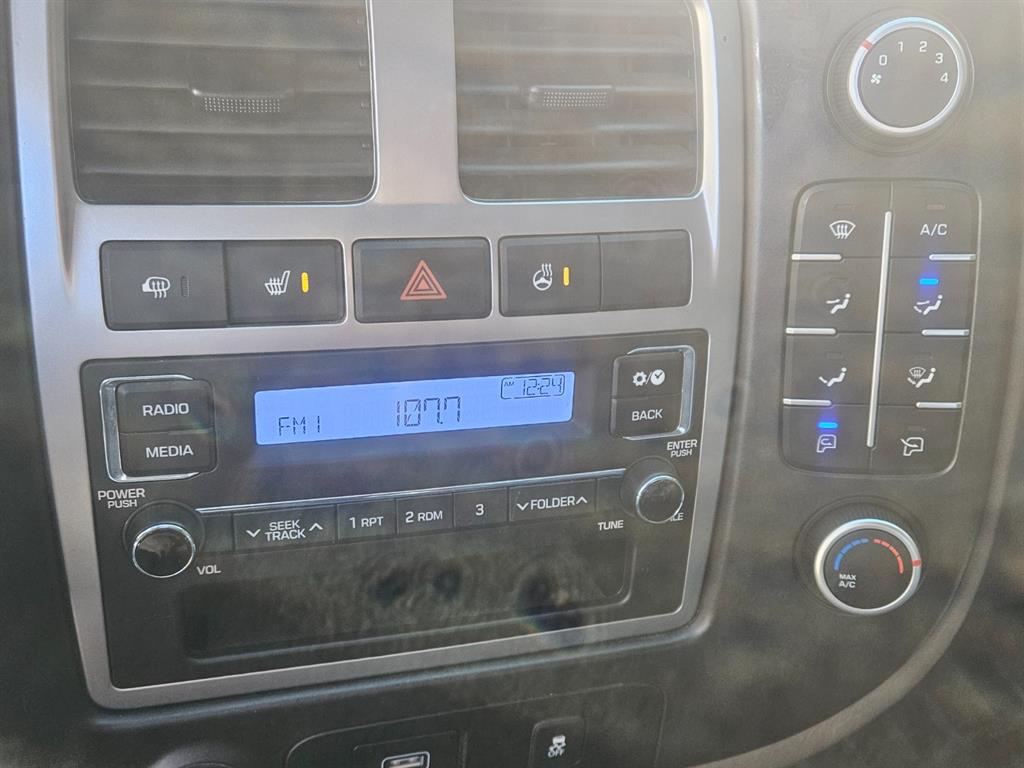 0 1 2 3 4
A/C
AM 12:24
FM1 107.7
RADIO
MEDIA
BACK
ENTER
PUSH
POWER
PUSH
VOL
SEEK
TRACK
1 RPT
2 RDM
3
FOLDER
TUNE
MAX
A/C
OFF